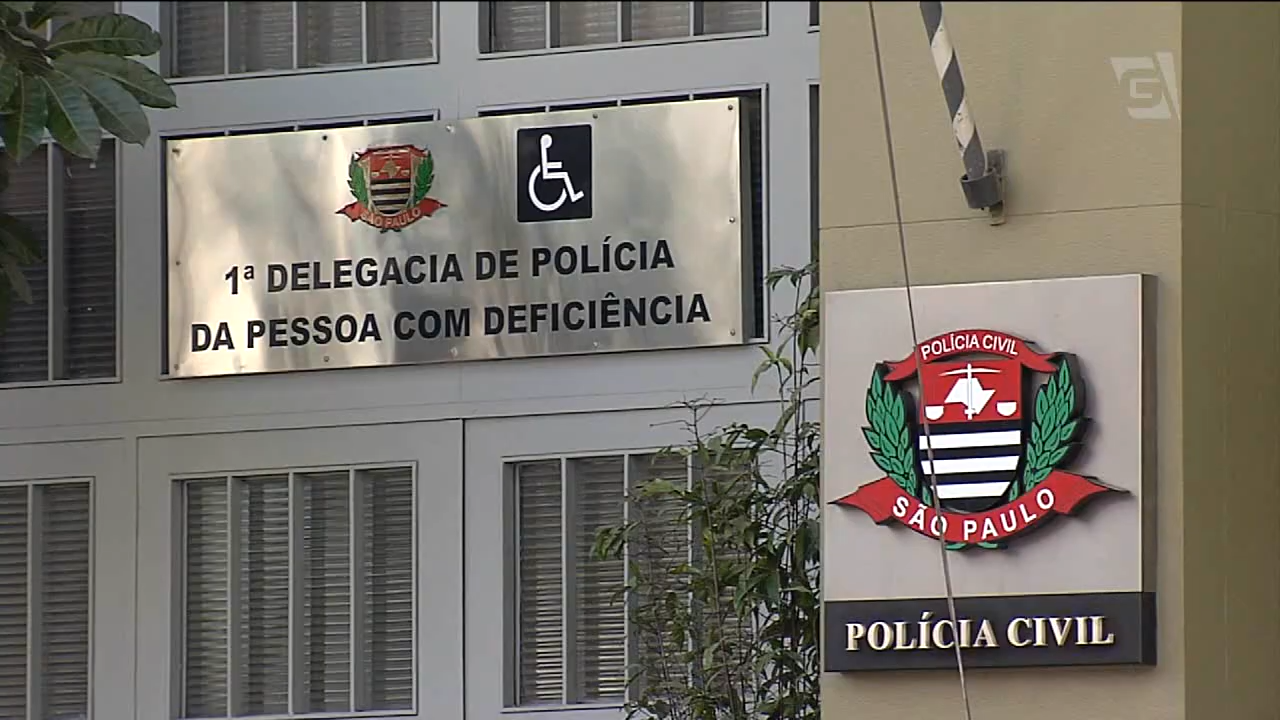 SÃO PAULO
1ª DELEGACIA DE POLÍCIA
DA PESSOA COM DEFICIÊNCIA
POLÍCIA CIVIL
SÃO PAULO
POLÍCIA CIVIL